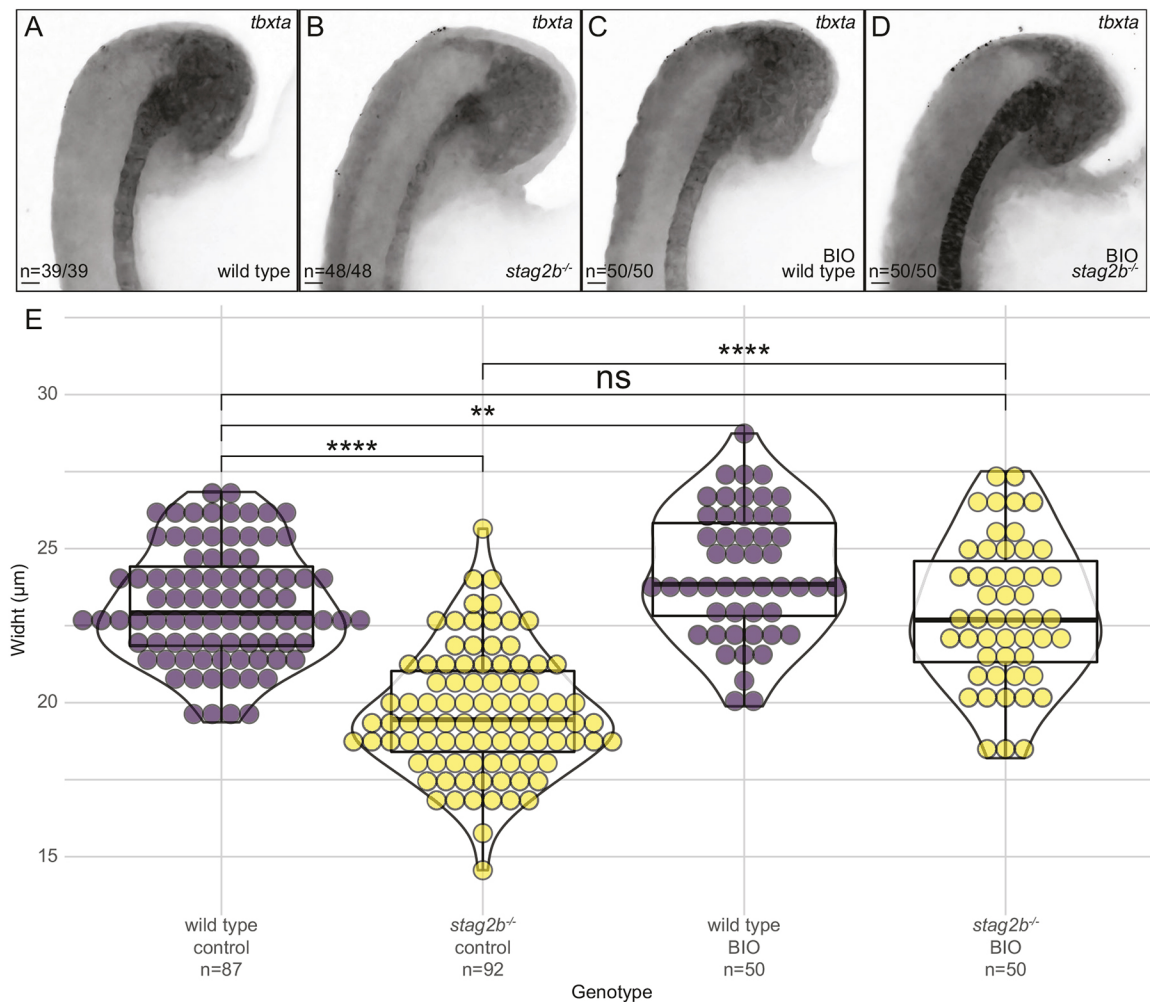 A
tbxta
n=39/39
wild type
B
tbxta
n=48/48
stag2b-/-
C
tbxta
BIO
n=50/50
wild type
D
tbxta
BIO
n=50/50
stag2b-/-
E
****
ns
**
****
30
25
20
15
Widht (µm)
wild type
control
n=87
stag2b-/-
control
n=92
wild type
BIO
n=50
stag2b-/-
BIO
n=50
Genotype